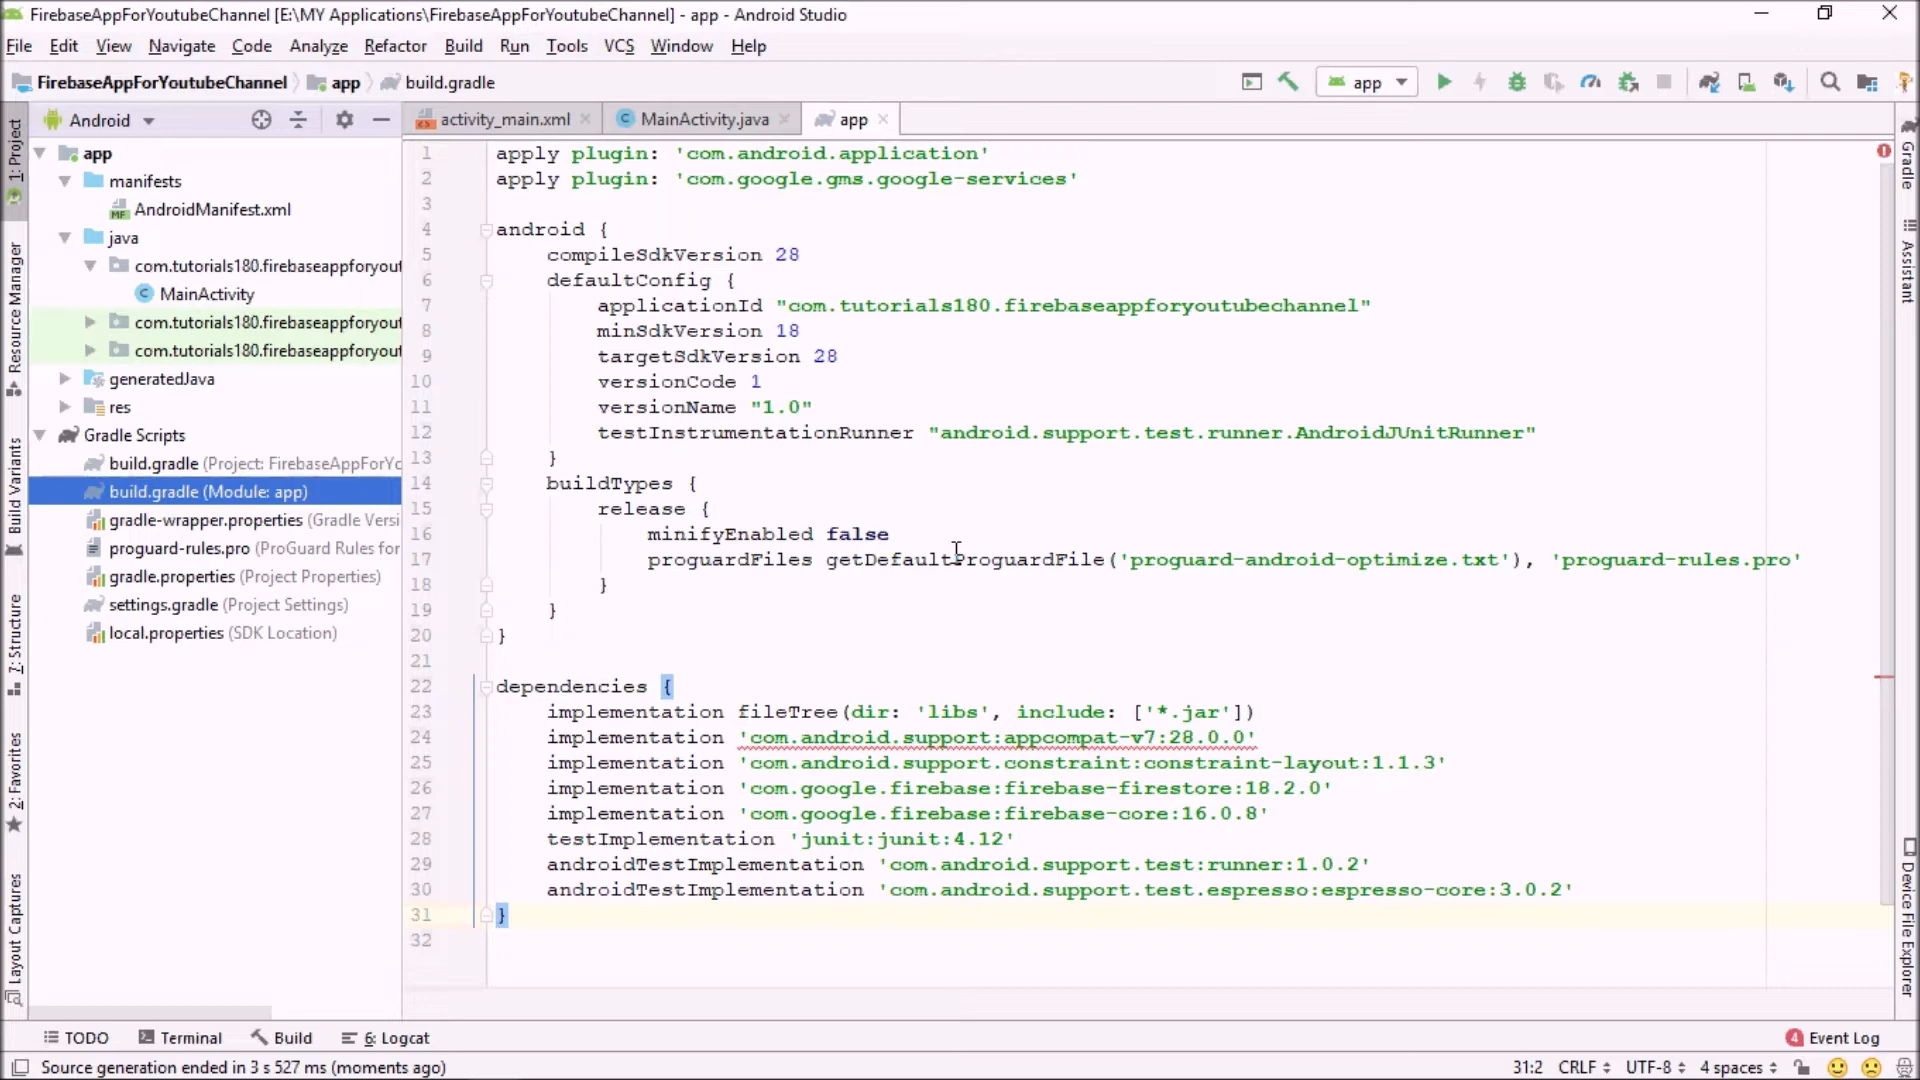 FirebaseAppForYoutubeChannel [E:\MY Applications\FirebaseAppForYoutubeChannel] - app - Android Studio
File Edit View Navigate Code Analyze Refactor Build Run Tools VCS Window Help
FirebaseAppForYoutubeChannel app build.gradle
app
Android
activity_main.xml MainActivity.java app
1: Project
Resource Manager
Build Variants
7: Structure
2: Favorites
Layout Captures
app
manifests
AndroidManifest.xml
java
com.tutorials180.firebaseappforyout
MainActivity
com.tutorials180.firebaseappforyout
com.tutorials180.firebaseappforyout
generatedJava
res
Gradle Scripts
build.gradle (Project: FirebaseAppForYo
build.gradle (Module: app)
gradle-wrapper.properties (Gradle Versi
proguard-rules.pro (ProGuard Rules for
gradle.properties (Project Properties)
settings.gradle (Project Settings)
local.properties (SDK Location)
1 apply plugin: 'com.android.application'
2 apply plugin: 'com.google.gms.google-services'
3
4 android {
5 compileSdkVersion 28
6 defaultConfig {
7 applicationId "com.tutorials180.firebaseappforyoutubechannel"
8 minSdkVersion 18
9 targetSdkVersion 28
10 versionCode 1
11 versionName "1.0"
12 testInstrumentationRunner "android.support.test.runner.AndroidJUnitRunner"
13 }
14 buildTypes {
15 release {
16 minifyEnabled false
17 proguardFiles getDefaultProguardFile('proguard-android-optimize.txt'), 'proguard-rules.pro'
18 }
19 }
20 }
21
22 dependencies {
23 implementation fileTree(dir: 'libs', include: ['*.jar'])
24 implementation 'com.android.support:appcompat-v7:28.0.0'
25 implementation 'com.android.support.constraint:constraint-layout:1.1.3'
26 implementation 'com.google.firebase:firebase-firestore:18.2.0'
27 implementation 'com.google.firebase:firebase-core:16.0.8'
28 testImplementation 'junit:junit:4.12'
29 androidTestImplementation 'com.android.support.test:runner:1.0.2'
30 androidTestImplementation 'com.android.support.test.espresso:espresso-core:3.0.2'
31 }
32
Gradle
Assistant
Device File Explorer
TODO Terminal Build 6: Logcat
4 Event Log
Source generation ended in 3 s 527 ms (moments ago)
31:2 CRLF UTF-8 4 spaces